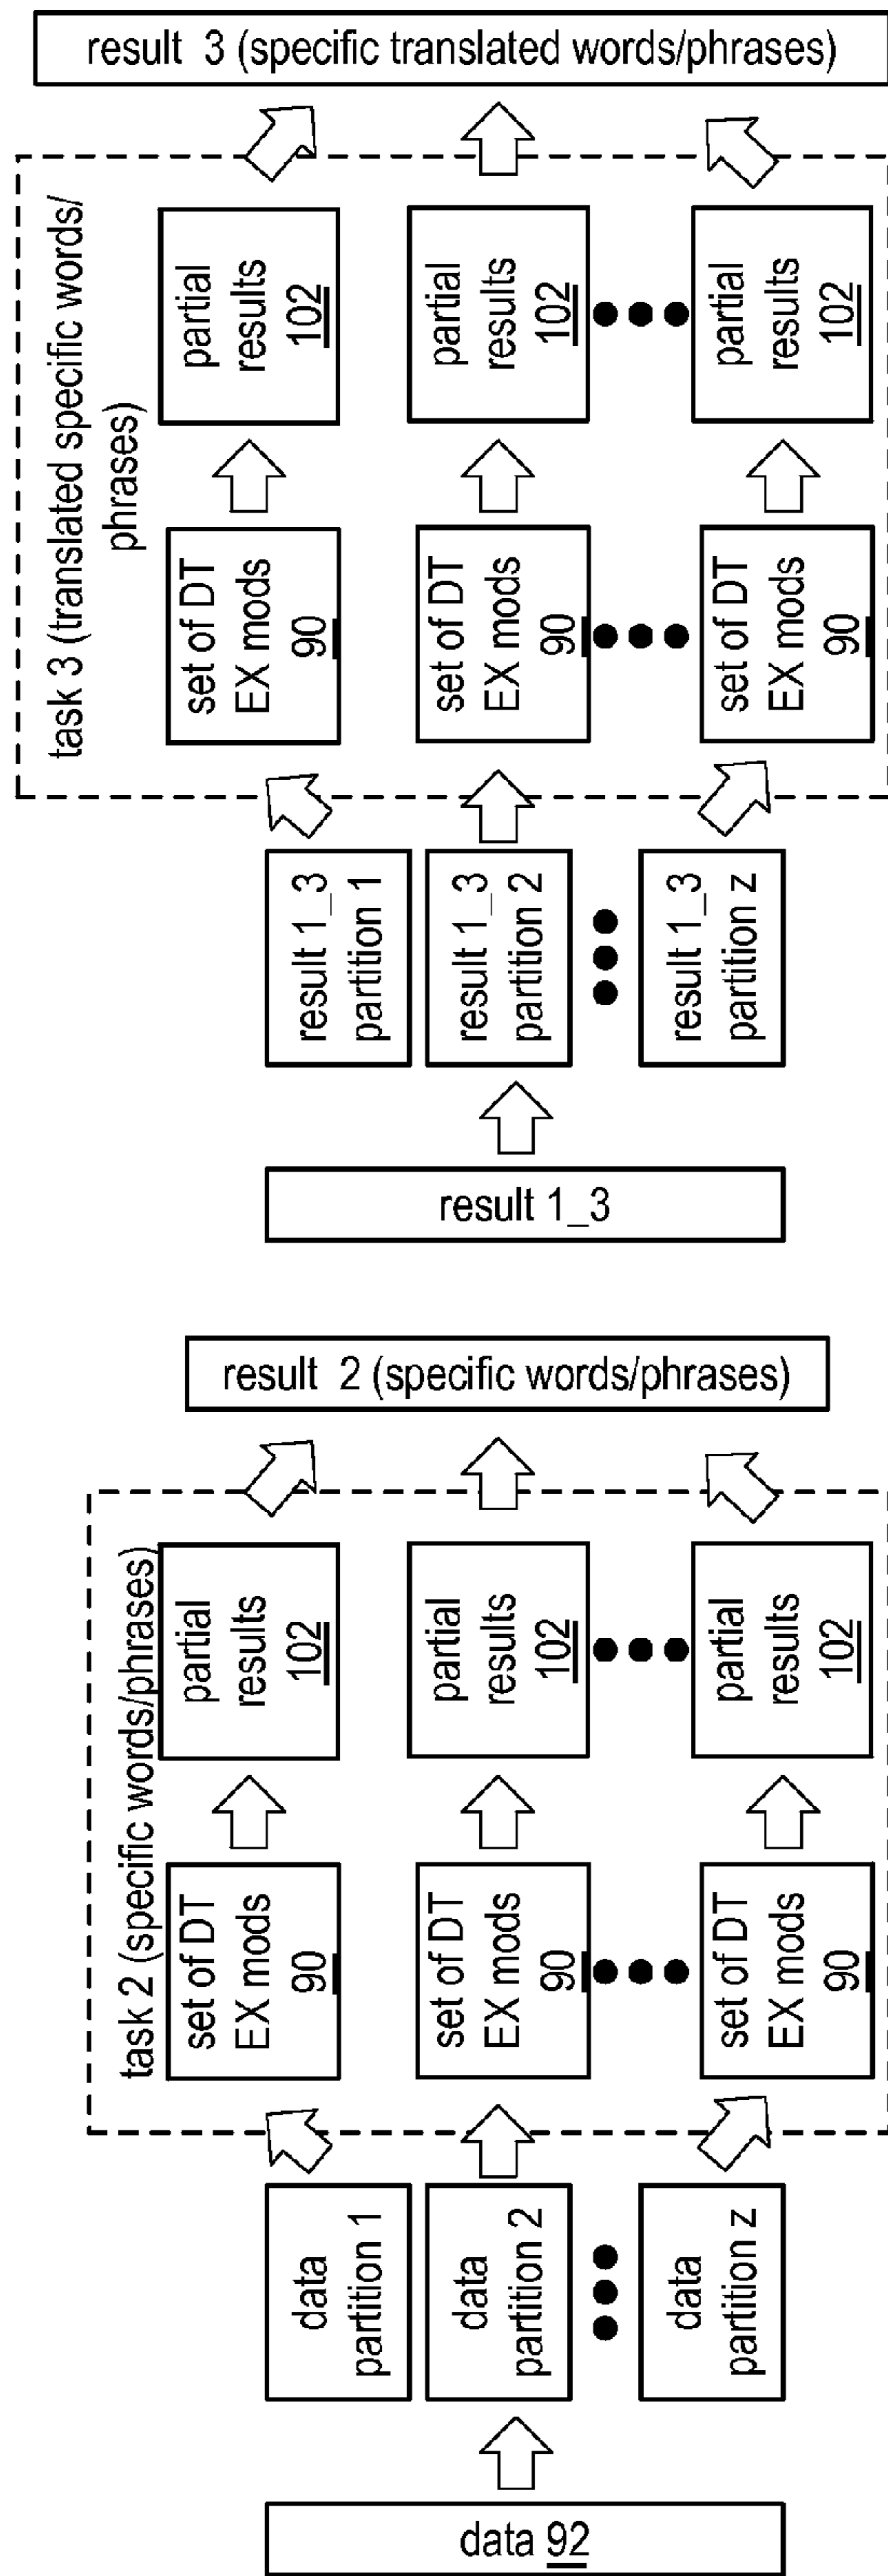 task 2 (specific words/phrases)
data 92
data
partition 1
data
partition 2
data
partition z
set of DT
EX mods
90
set of DT
EX mods
90
set of DT
EX mods
90
partial
results
102
partial
results
102
partial
results
102
result 2 (specific words/phrases)
task 3 (translated specific words/
phrases)
result 1_3
result 1_3
partition 1
result 1_3
partition 2
result 1_3
partition z
set of DT
EX mods
90
set of DT
EX mods
90
set of DT
EX mods
90
partial
results
102
partial
results
102
partial
results
102
result 3 (specific translated words/phrases)